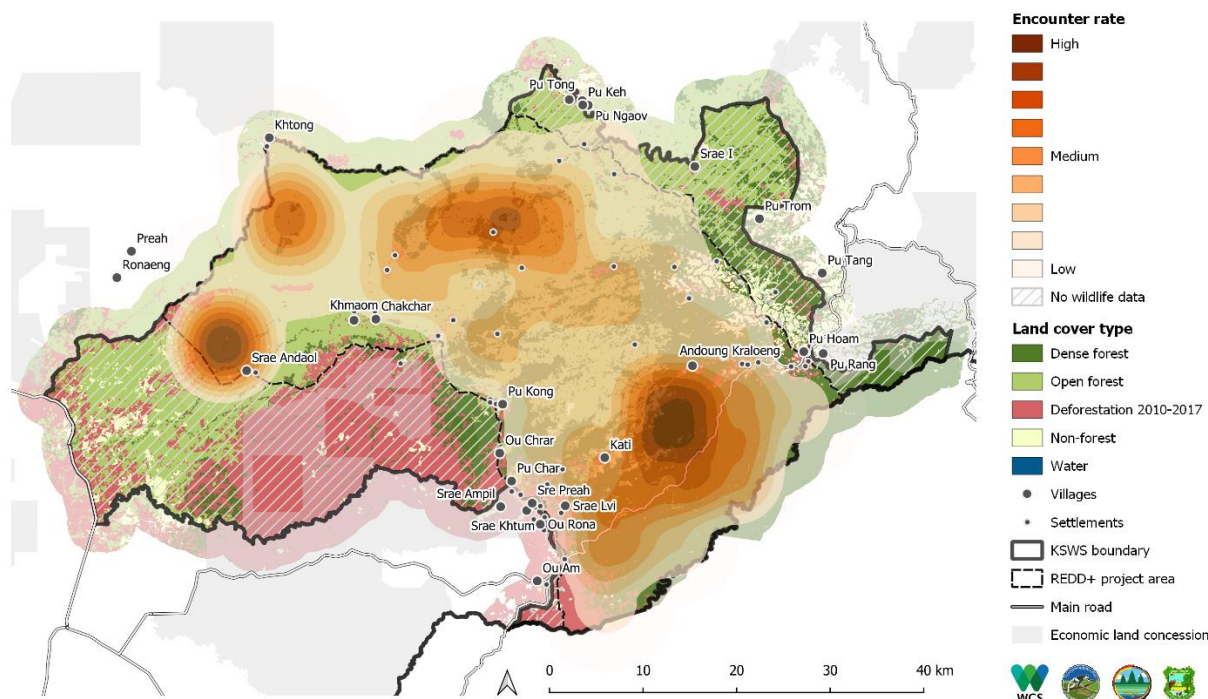 Pu Tong
Pu Keh
Pu Ngaov
Khtong
Srae I
Pu Trom
Preah
Ronaeng
Pu Tang
Khmaom
Chakchar
Srae Andaol
Andoung Kraloeng
Pu Hoam
Pu Rang
Pu Kong
Ou Chrar
Kati
Pu Char
Srae Ampil
Sre Preah
Srae Lvi
Srae Khtum
Ou Rona
Ou Am
0 10 20 30 40 km
Encounter rate
High
Medium
Low
No wildlife data
Land cover type
Dense forest
Open forest
Deforestation 2010-2017
Non-forest
Water
Villages
Settlements
KSWS boundary
REDD+ project area
Main road
Economic land concession
WCS